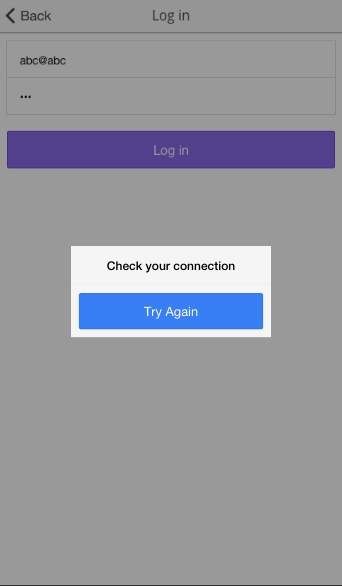 Back Log in
abc@abc
•••
Log in
Check your connection
Try Again